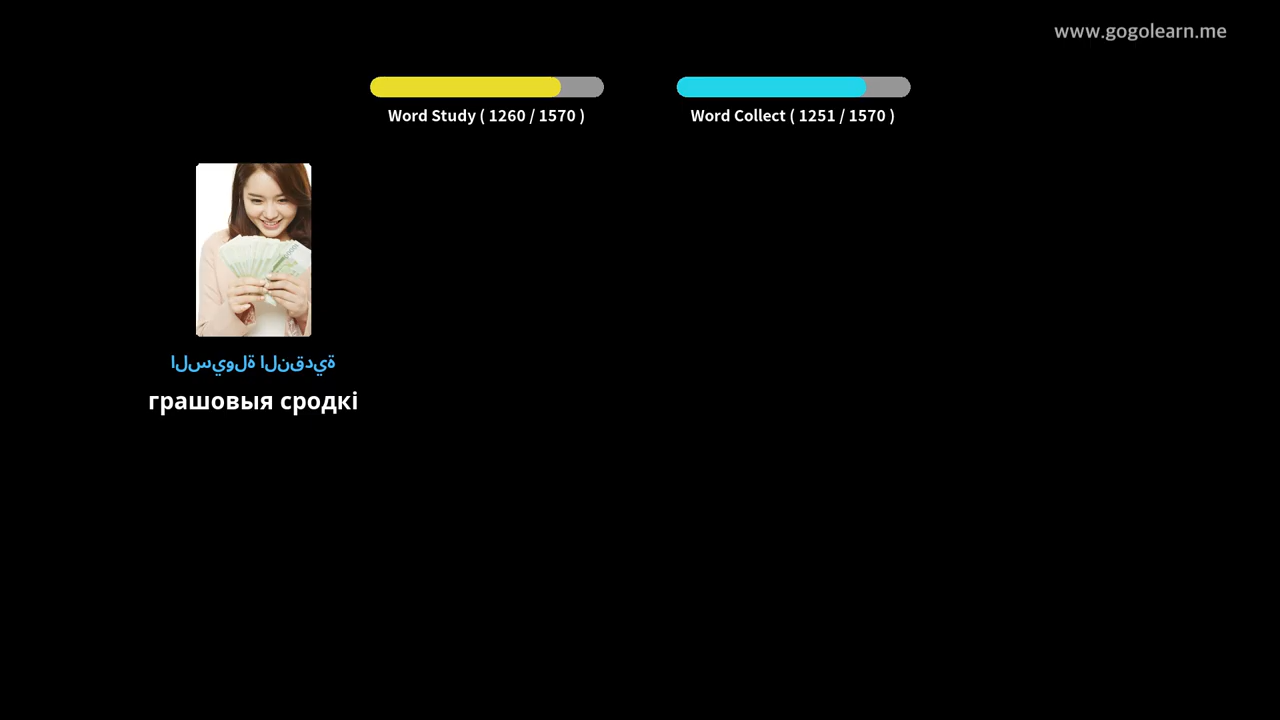 www.gogolearn.me
Word Study ( 1260 / 1570 )
Word Collect ( 1251 / 1570 )
السيولة النقدية
грашовыя сродкі